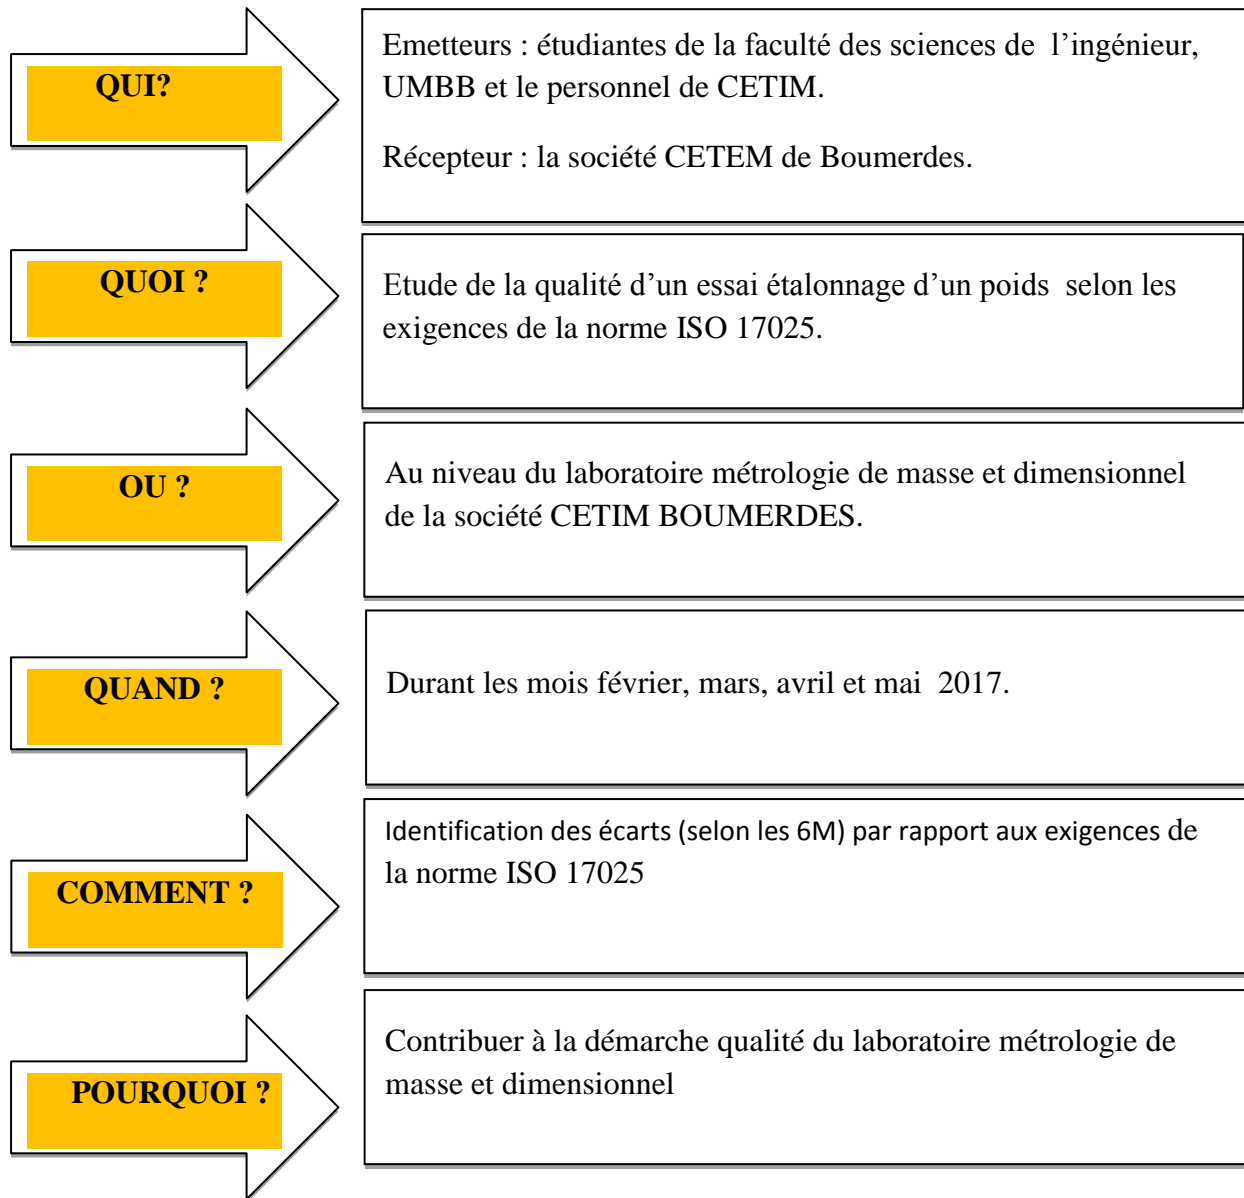 QUI?
Emetteurs : étudiantes de la faculté des sciences de l'ingénieur,
UMBB et le personnel de CETIM.
Récepteur : la société CETEM de Boumerdes.
QUOI ?
Etude de la qualité d'un essai étalonnage d'un poids selon les
exigences de la norme ISO 17025.
OU ?
Au niveau du laboratoire métrologie de masse et dimensionnel
de la société CETIM BOUMERDES.
QUAND ?
Durant les mois février, mars, avril et mai 2017.
COMMENT ?
Identification des écarts (selon les 6M) par rapport aux exigences de
la norme ISO 17025
POURQUOI ?
Contribuer à la démarche qualité du laboratoire métrologie de
masse et dimensionnel